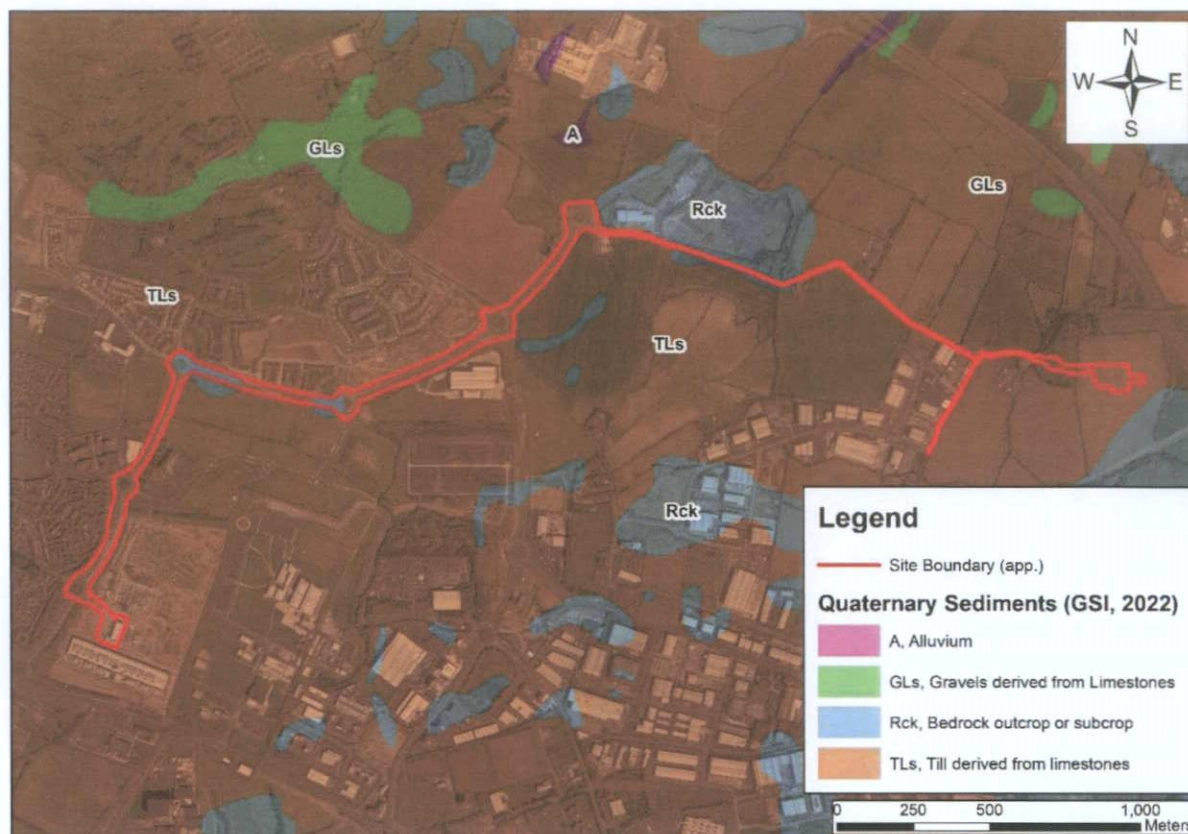 N
W E
S
A
GLs
GLs
Rck
TLs
TLs
Rck
Legend
Site Boundary (app.)
Quaternary Sediments (GSI, 2022)
A, Alluvium
GLs, Gravels derived from Limestones
Rck, Bedrock outcrop or subcrop
TLs, Till derived from limestones
0 250 500 1,000
Meters